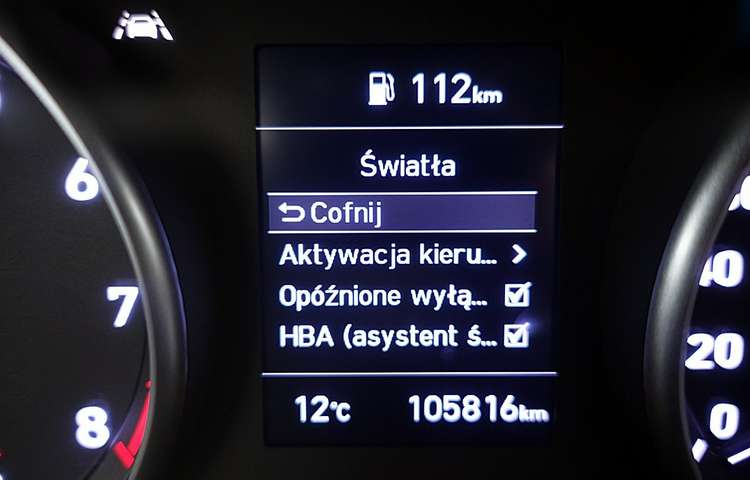 112km
Światła
Cofnij
Aktywacja kieru...
Opóźnione wyłą...
HBA (asystent ś...
12°C 105816km
6
7
8
40
20
0